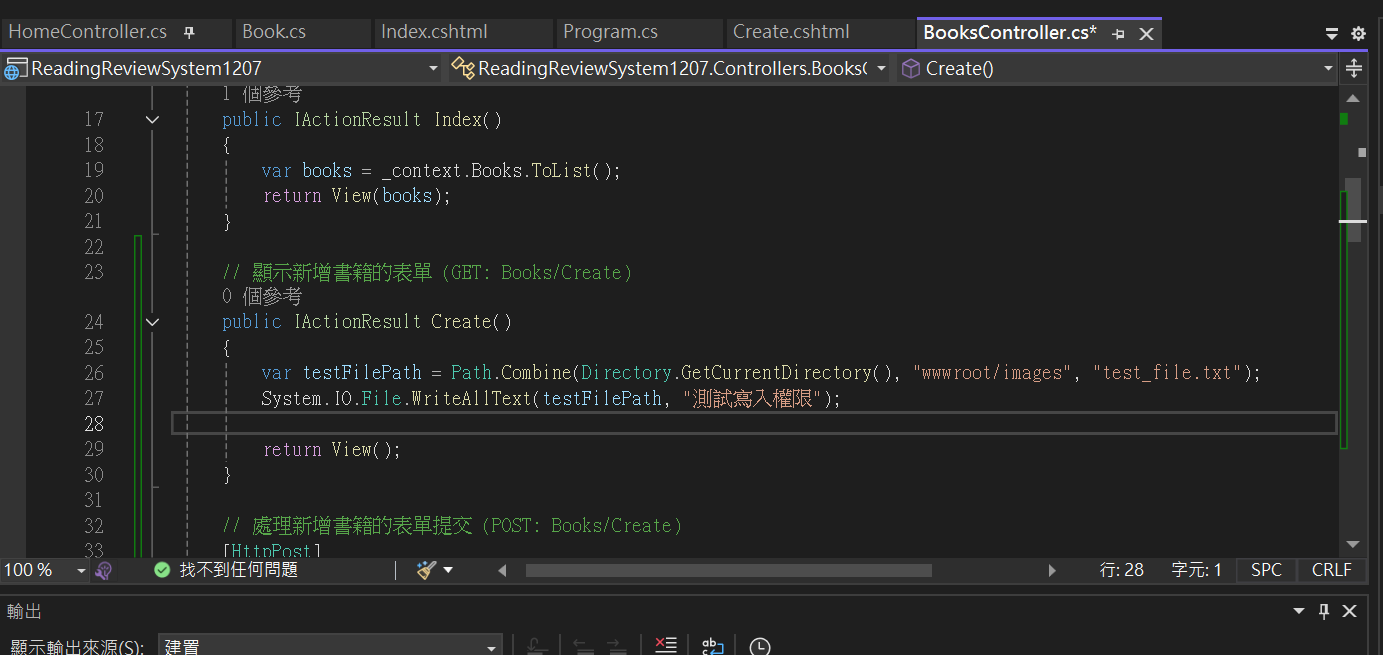 HomeController.cs Book.cs Index.cshtml Program.cs Create.cshtml BooksController.cs*
ReadingReviewSystem1207 ReadingReviewSystem1207.Controllers.Books( Create()
1 個參考
17 public IActionResult Index()
18 {
19 var books = _context.Books.ToList();
20 return View(books);
21 }
22
23 // 顯示新增書籍的表單 (GET: Books/Create)
0 個參考
24 public IActionResult Create()
25 {
26 var testFilePath = Path.Combine(Directory.GetCurrentDirectory(), "wwwroot/images", "test_file.txt");
27 System.IO.File.WriteAllText(testFilePath, "測試寫入權限");
28
29 return View();
30 }
31
32 // 處理新增書籍的表單提交 (POST: Books/Create)
33 [HttpPost]
100 % 找不到任何問題 行: 28 字元: 1 SPC CRLF
輸出
顯示輸出來源(S): 建置